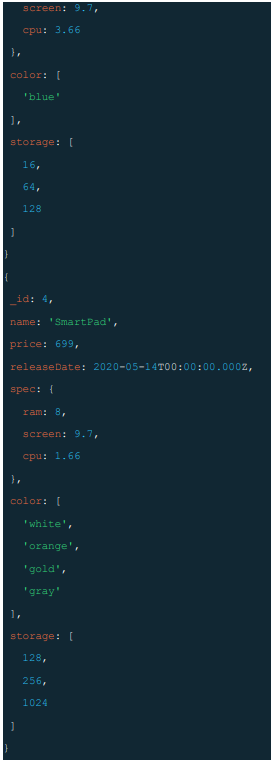 screen: 9.7,
cpu: 3.66
},
color: [
'blue'
],
storage: [
16,
64,
128
]
}
{
_id: 4,
name: 'SmartPad',
price: 699,
releaseDate: 2020-05-14T00:00:00.000Z,
spec: {
ram: 8,
screen: 9.7,
cpu: 1.66
},
color: [
'white',
'orange',
'gold',
'gray'
],
storage: [
128,
256,
1024
]
}